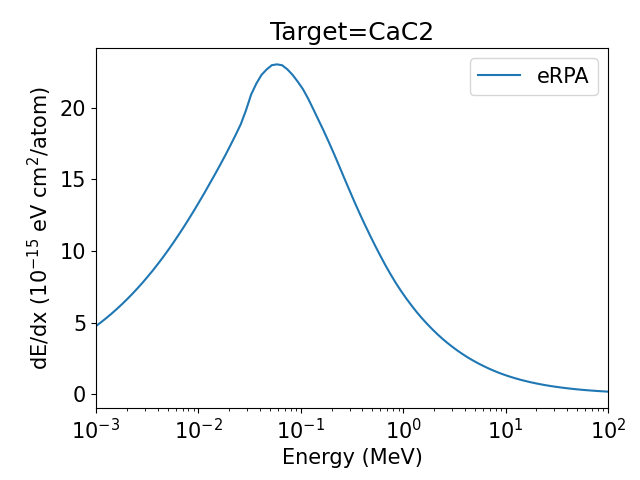 Target=CaC2
eRPA
dE/dx (10⁻¹⁵ eV cm²/atom)
20
15
10
5
0
10⁻³ 10⁻² 10⁻¹ 10⁰ 10¹ 10²
Energy (MeV)